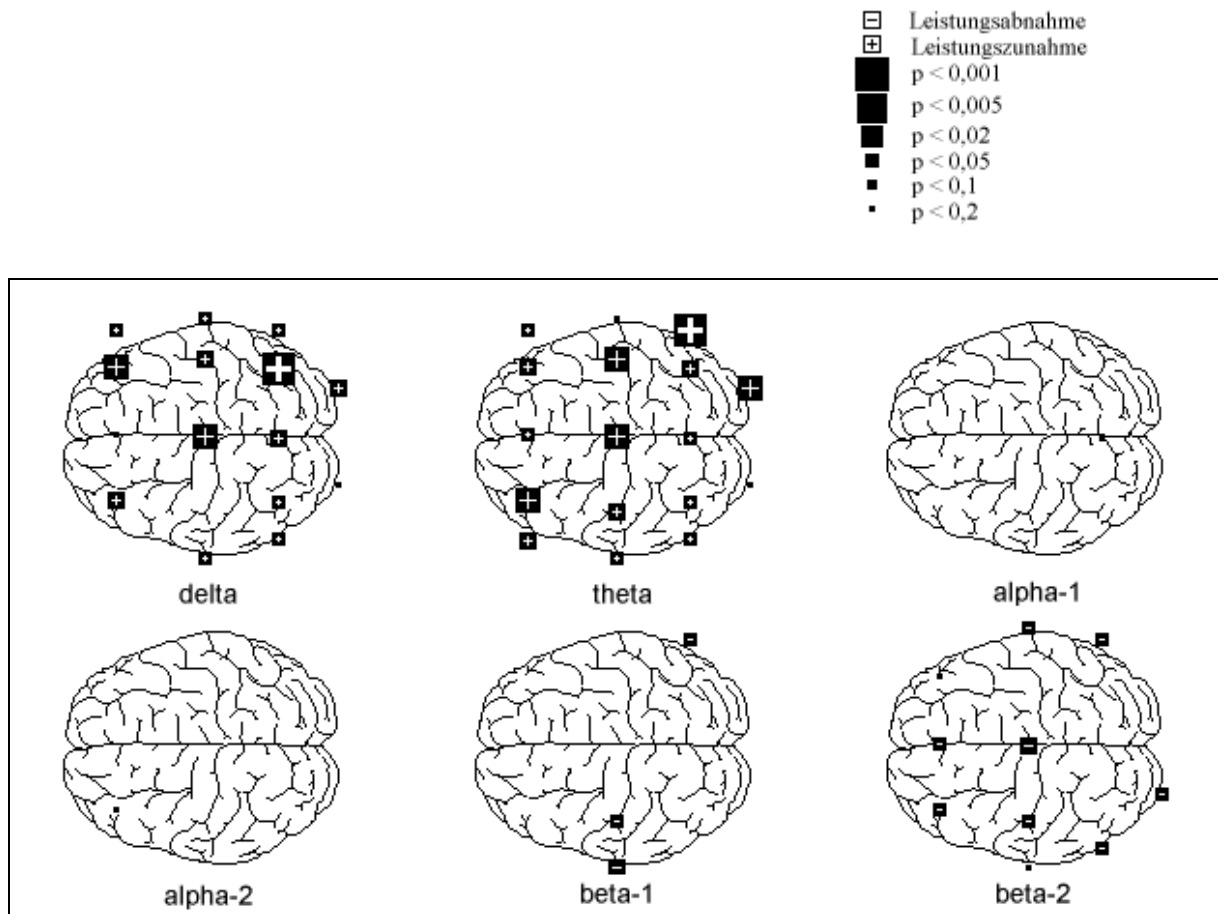 Leistungsabnahme
Leistungszunahme
p < 0,001
p < 0,005
p < 0,02
p < 0,05
p < 0,1
p < 0,2
delta theta alpha-1
alpha-2 beta-1 beta-2